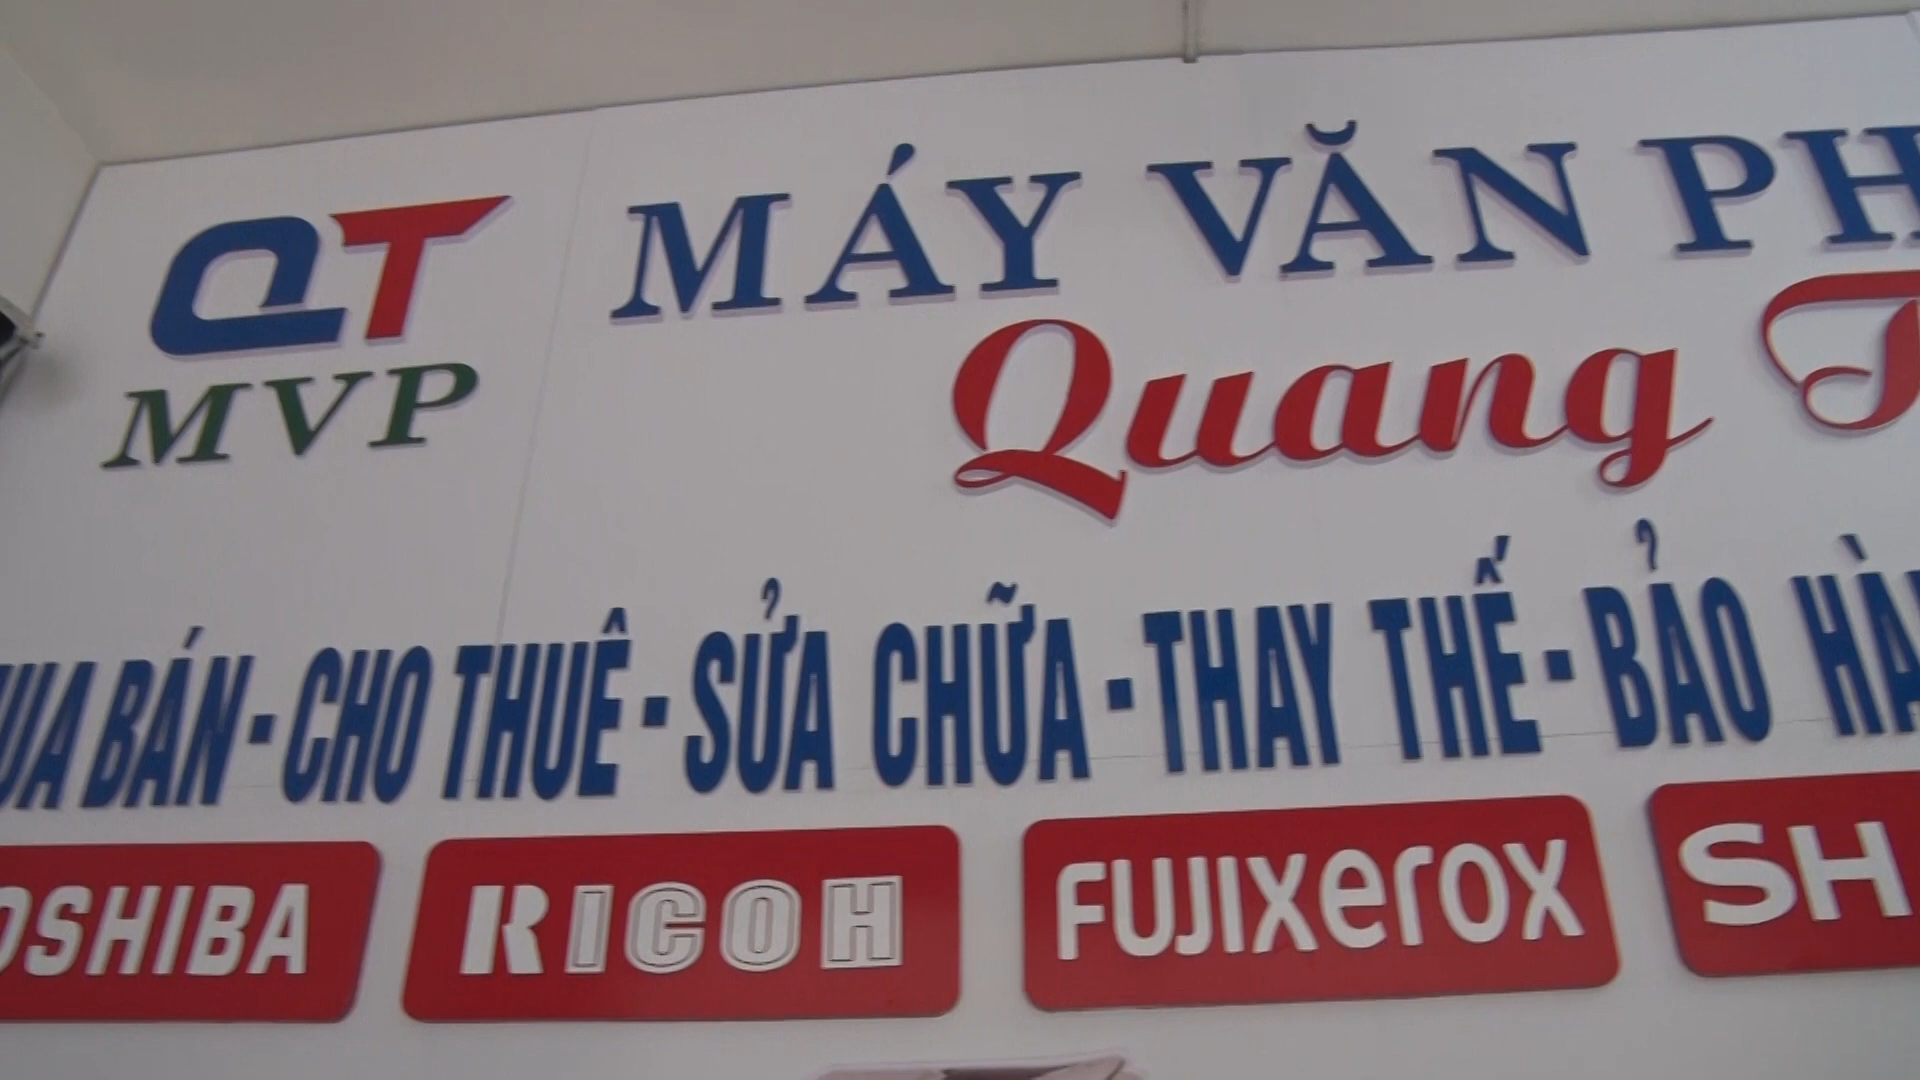 QT
MVP
MÁY VĂN PH
Quang T
UA BÁN - CHO THUÊ - SỬA CHỮA - THAY THẾ - BẢO HÀ
OSHIBA
RICOH
FUJIXEROX
SH